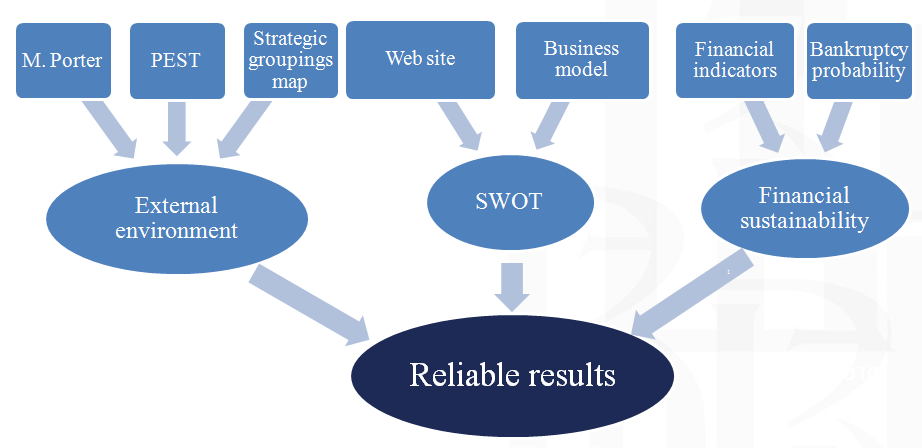 M. Porter
PEST
Strategic
groupings
map
Web site
Business
model
Financial
indicators
Bankruptcy
probability
External
environment
SWOT
Financial
sustainability
Reliable results